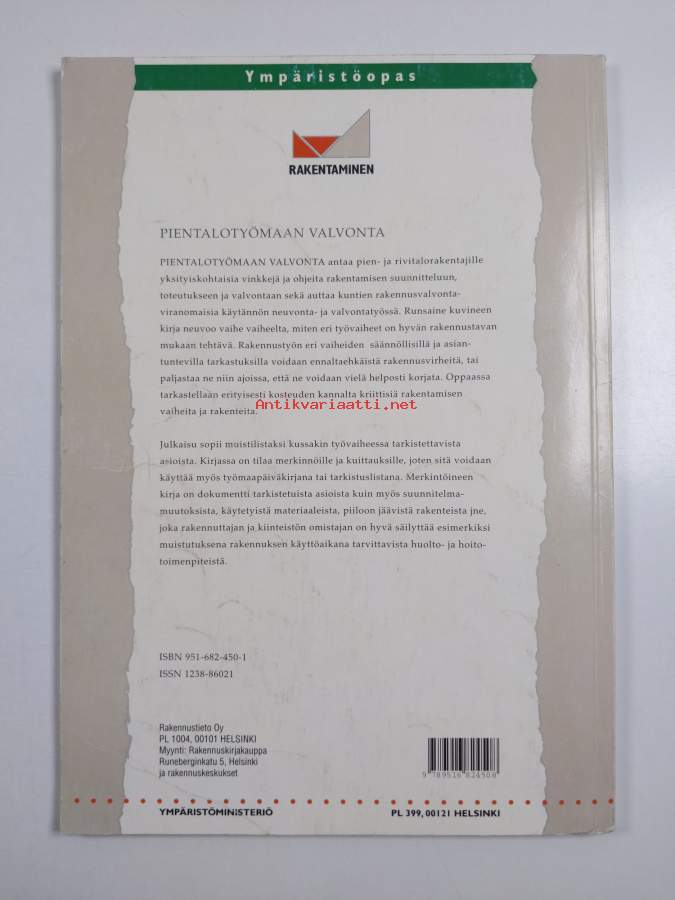 Ympäristöopas
RAKENTAMINEN
PIENTALOTYÖMAAN VALVONTA
PIENTALOTYÖMAAN VALVONTA antaa pien- ja rivitalorakentajille
yksityiskohtaisia vinkkejä ja ohjeita rakentamisen suunnitteluun,
toteutukseen ja valvontaan sekä auttaa kuntien rakennusvalvonta-
viranomaisia käytännön neuvonta- ja valvontatyössä. Runsaine kuvineen
kirja neuvoo vaihe vaiheelta, miten eri työvaiheet on hyvän rakennustavan
mukaan tehtävä. Rakennustyön eri vaiheiden säännöllisillä ja asian-
tuntevilla tarkastuksilla voidaan ennaltaehkäistä rakennusvirheitä, tai
paljastaa ne niin ajoissa, että ne voidaan vielä helposti korjata. Oppaassa
tarkastellaan erityisesti kosteuden kannalta kriittisiä rakentamisen
Antikvariaatti.net
vaiheita ja rakenteita.
Julkaisu sopii muistilistaksi kussakin työvaiheessa tarkistettavista
asioista. Kirjassa on tilaa merkinnöille ja kuittauksille, joten sitä voidaan
käyttää myös työmaapäiväkirjana tai tarkistuslistana. Merkintöineen
kirja on dokumentti tarkistetuista asioista kuin myös suunnitelma-
muutoksista, käytetyistä materiaaleista, piiloon jäävistä rakenteista jne,
joka rakennuttajan ja kiinteistön omistajan on hyvä säilyttää esimerkiksi
muistutuksena rakennuksen käyttöaikana tarvittavista huolto- ja hoito-
toimenpiteistä.
ISBN 951-682-450-1
ISSN 1238-86021
Rakennustieto Oy
PL 1004, 00101 HELSINKI
Myynti: Rakennuskirjakauppa
Runeberginkatu 5, Helsinki
ja rakennuskeskukset
9 789516 824508
YMPÄRISTÖMINISTERIÖ
PL 399, 00121 HELSINKI